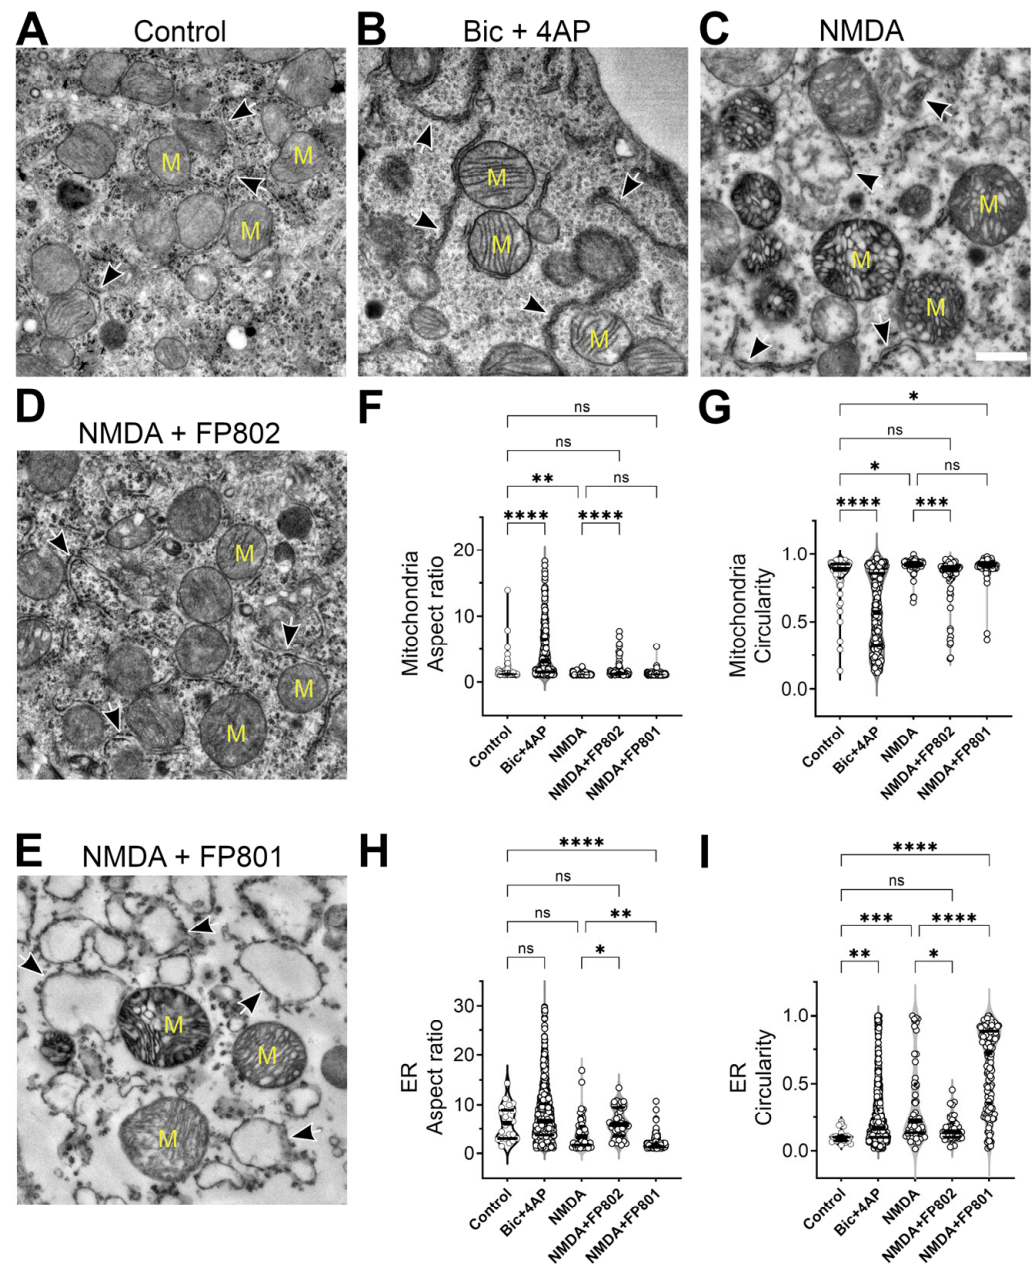 A Control
B Bic + 4AP
C NMDA
M
M
M
M
M
M
M
M
M
D NMDA + FP802
M
M
M
F
ns
ns
** ns
**** ****
Mitochondria
Aspect ratio
20
10
0
Control
Bic+4AP
NMDA
NMDA+FP802
NMDA+FP801
G
*
ns
* ns
**** ***
Mitochondria
Circularity
1.0
0.5
0.0
Control
Bic+4AP
NMDA
NMDA+FP802
NMDA+FP801
E NMDA + FP801
M
M
M
H
****
ns
ns **
ns *
ER
Aspect ratio
30
20
10
0
Control
Bic+4AP
NMDA
NMDA+FP802
NMDA+FP801
I
****
ns
*** ****
** *
ER
Circularity
1.0
0.5
0.0
Control
Bic+4AP
NMDA
NMDA+FP802
NMDA+FP801